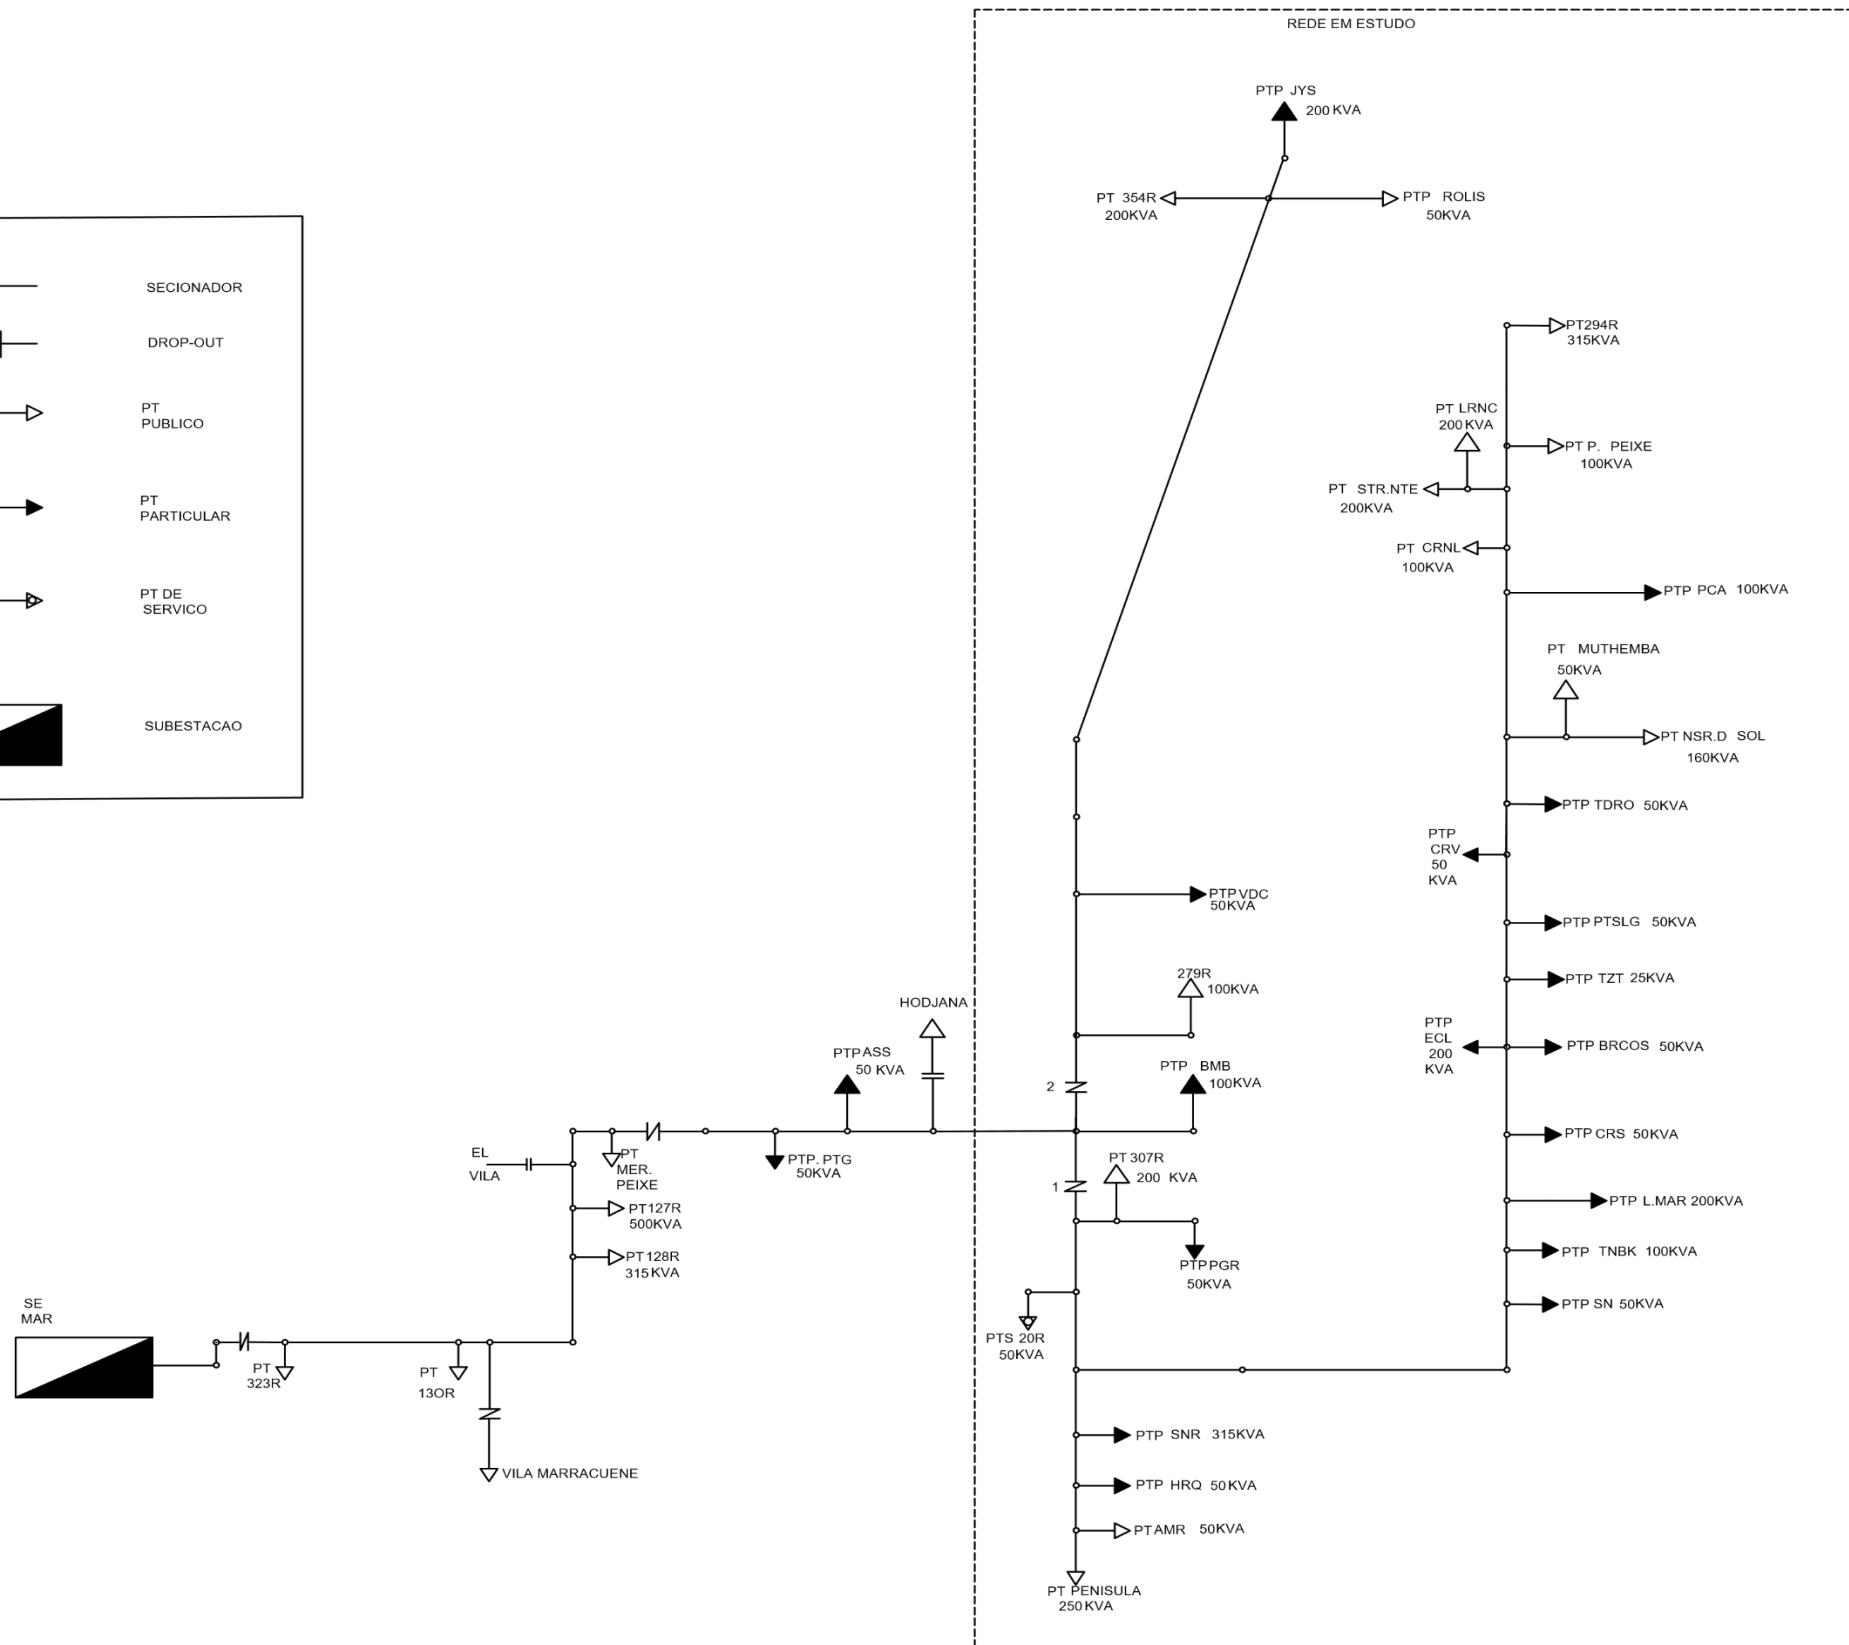 REDE EM ESTUDO
PTP JYS
200 KVA
PT 354R
200KVA
PTP ROLIS
50KVA
SECIONADOR
DROP-OUT
PT
PUBLICO
PT
PARTICULAR
PT DE
SERVICO
SUBESTACAO
PT294R
315KVA
PT LRNC
200 KVA
PT P. PEIXE
100KVA
PT STR.NTE
200KVA
PT CRNL
100KVA
PTP PCA 100KVA
PT MUTHEMBA
50KVA
PT NSR.D SOL
160KVA
PTP TDRO 50KVA
PTP
CRV
50
KVA
PTP PTSLG 50KVA
PTP TZT 25KVA
PTP
ECL
200
KVA
PTP BRCOS 50KVA
PTP CRS 50KVA
PTP L.MAR 200KVA
PTP TNBK 100KVA
PTP SN 50KVA
PTP VDC
50KVA
279R
100KVA
2
PTP BMB
100KVA
HODJANA
PTP ASS
50 KVA
PTP. PTG
50KVA
EL
VILA
PT
MER.
PEIXE
PT127R
500KVA
PT128R
315 KVA
1
PT 307R
200 KVA
PTP PGR
50KVA
PTS 20R
50KVA
SE
MAR
PT
323R
PT
13OR
VILA MARRACUENE
PTP SNR 315KVA
PTP HRQ 50 KVA
PT AMR 50KVA
PT PENISULA
250 KVA